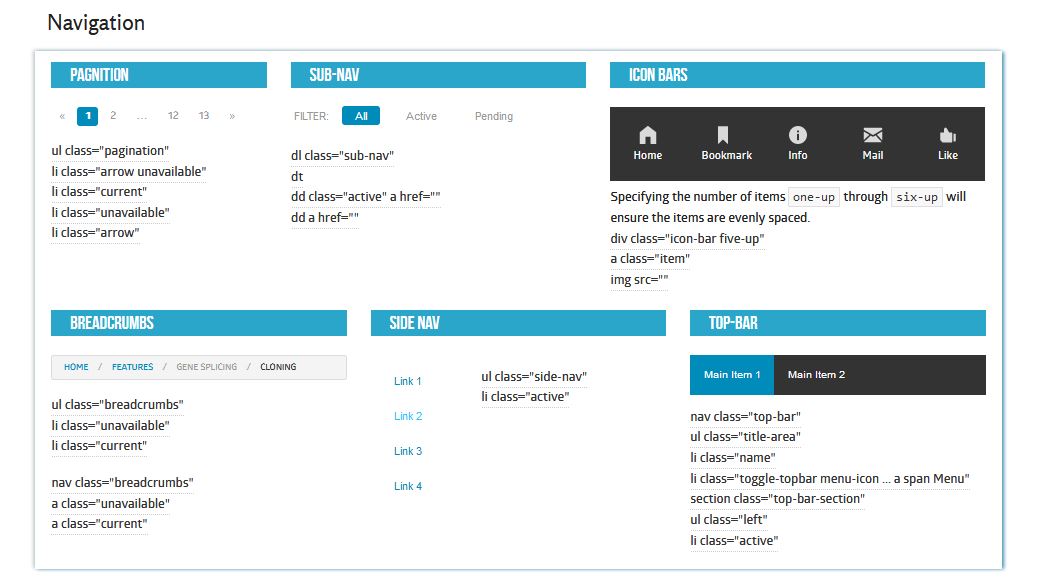 Navigation
PAGNITION
« 1 2 ... 12 13 »
ul class="pagination"
li class="arrow unavailable"
li class="current"
li class="unavailable"
li class="arrow"
SUB-NAV
FILTER: All Active Pending
dl class="sub-nav"
dt
dd class="active" a href=""
dd a href=""
ICON BARS
Home Bookmark Info Mail Like
Specifying the number of items one-up through six-up will
ensure the items are evenly spaced.
div class="icon-bar five-up"
a class="item"
img src=""
BREADCRUMBS
HOME / FEATURES / GENE SPLICING / CLONING
ul class="breadcrumbs"
li class="unavailable"
li class="current"
nav class="breadcrumbs"
a class="unavailable"
a class="current"
SIDE NAV
Link 1
Link 2
Link 3
Link 4
ul class="side-nav"
li class="active"
TOP-BAR
Main Item 1 Main Item 2
nav class="top-bar"
ul class="title-area"
li class="name"
li class="toggle-topbar menu-icon ... a span Menu"
section class="top-bar-section"
ul class="left"
li class="active"